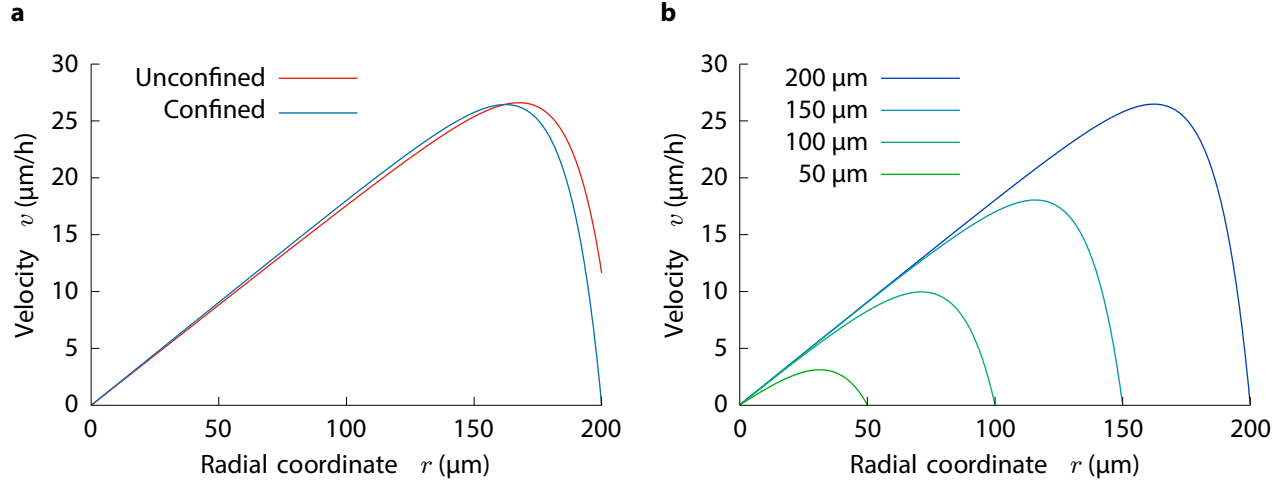 a
30
25
20
15
10
5
0
Velocity v (μm/h)
Unconfined
Confined
0 50 100 150 200
Radial coordinate r (μm)
b
30
25
20
15
10
5
0
Velocity v (μm/h)
200 μm
150 μm
100 μm
50 μm
0 50 100 150 200
Radial coordinate r (μm)